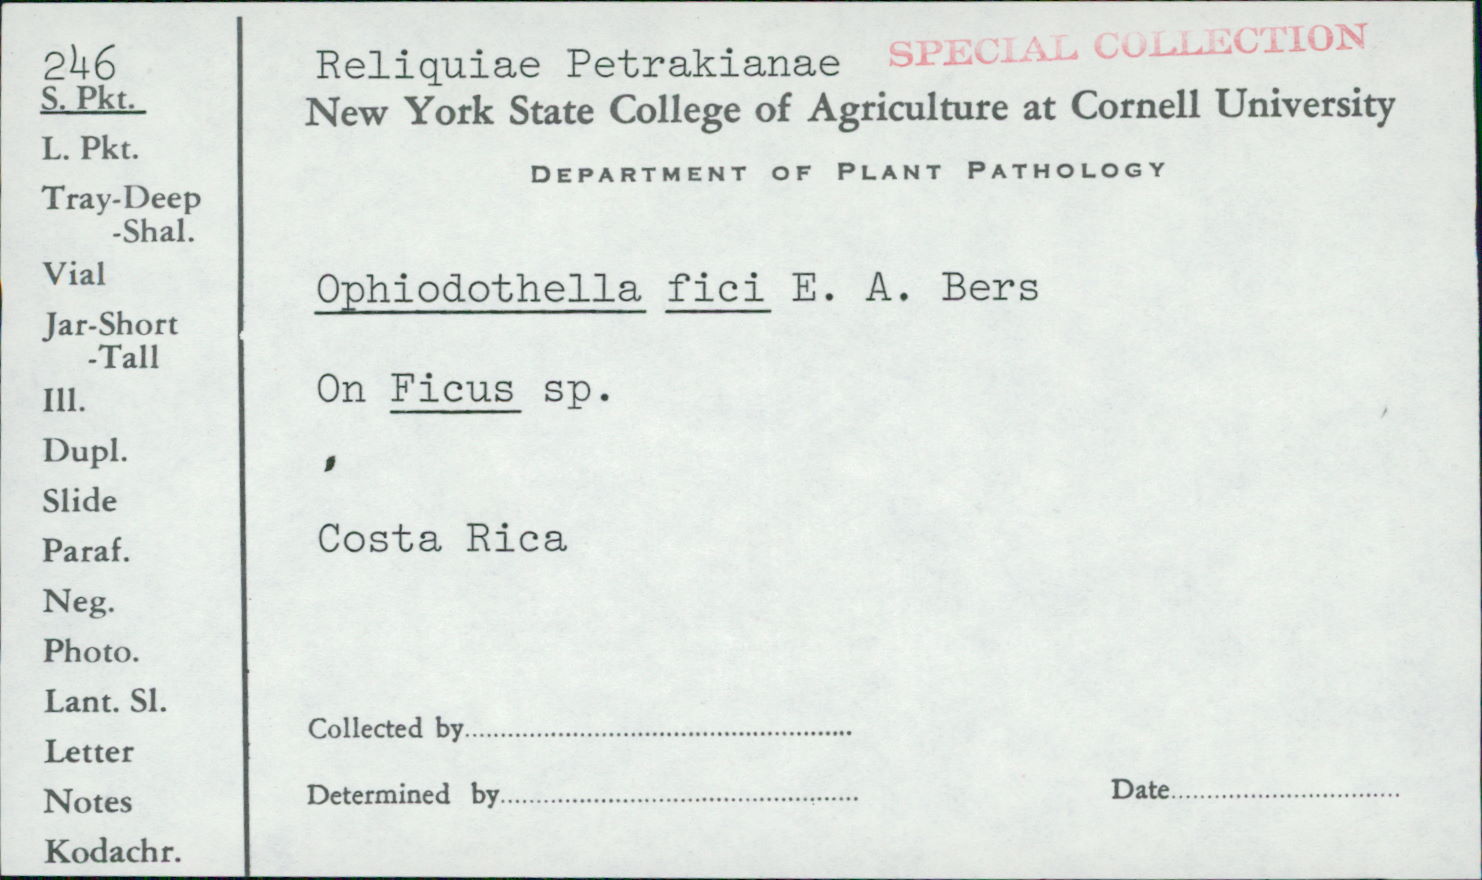 246
S. Pkt.
L. Pkt.
Tray-Deep
-Shal.
Vial
Jar-Short
-Tall
Ill.
Dupl.
Slide
Paraf.
Neg.
Photo.
Lant. Sl.
Letter
Notes
Kodachr.
Reliquiae Petrakianae SPECIAL COLLECTION
New York State College of Agriculture at Cornell University
DEPARTMENT OF PLANT PATHOLOGY
Ophiodothella fici E. A. Bers
On Ficus sp.
,
Costa Rica
Collected by
Determined by Date